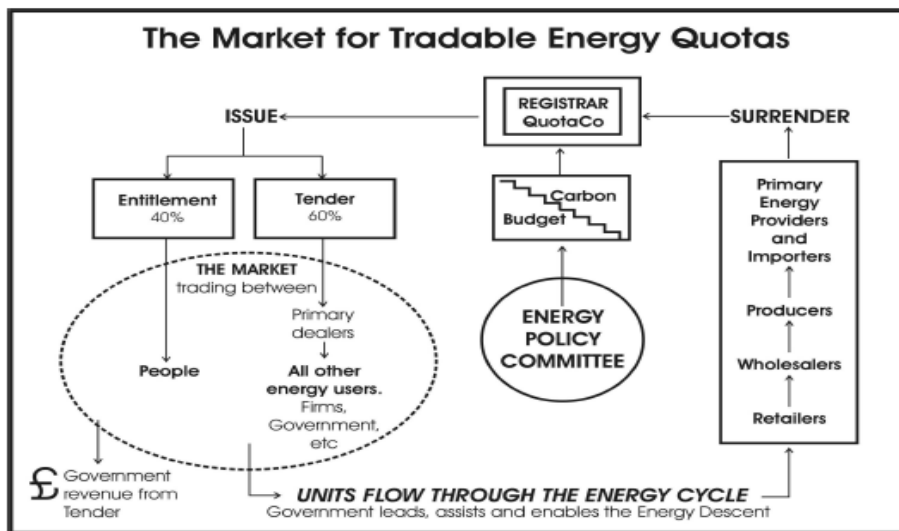 The Market for Tradable Energy Quotas
ISSUE
REGISTRAR
QuotaCo
SURRENDER
Entitlement
40%
Tender
60%
Carbon
Budget
Primary
Energy
Providers
and
Importers
THE MARKET
trading between
Primary
dealers
ENERGY
POLICY
COMMITTEE
Producers
People
All other
energy users.
Firms,
Government,
etc
Wholesalers
Retailers
£ Government
revenue from
Tender
UNITS FLOW THROUGH THE ENERGY CYCLE
Government leads, assists and enables the Energy Descent